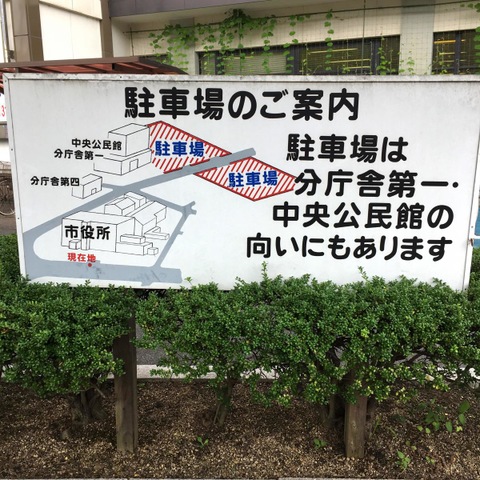 駐車場のご案内
中央公民館
分庁舎第一
駐車場
分庁舎第四
駐車場
市役所
現在地
駐車場は
分庁舎第一・
中央公民館の
向いにもあります